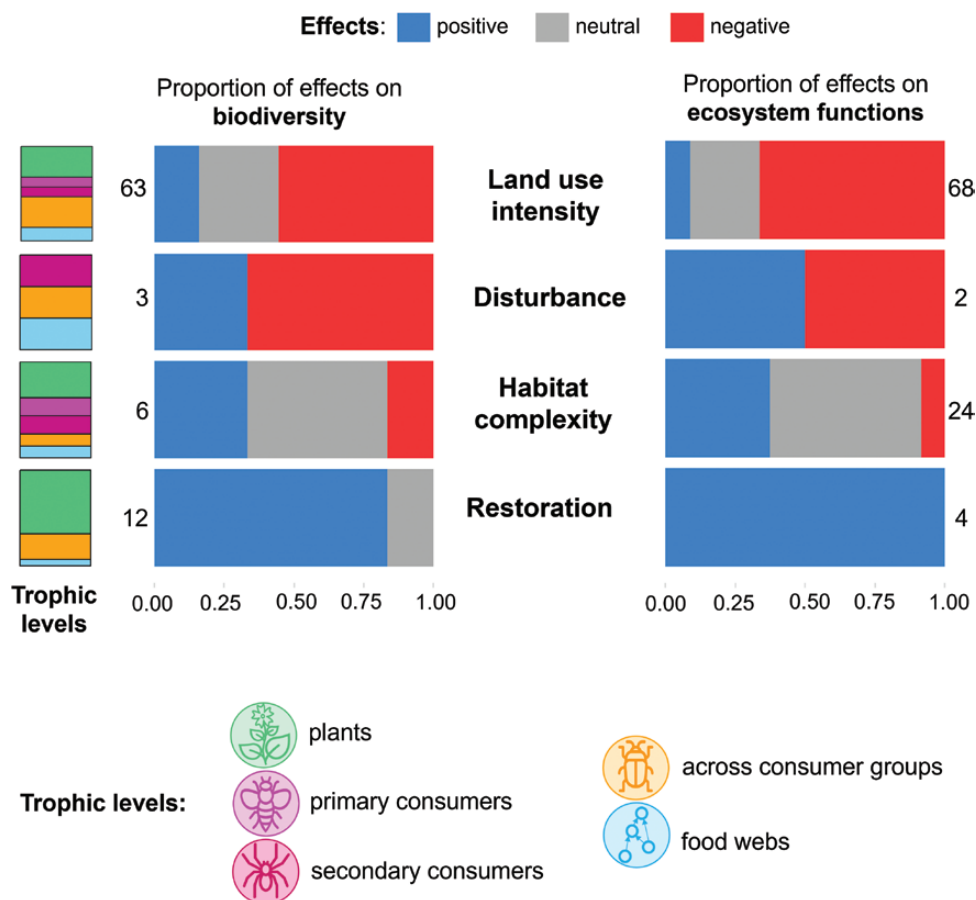 Effects: positive neutral negative
Proportion of effects on
biodiversity
Proportion of effects on
ecosystem functions
63
Land use
intensity
68
3
Disturbance
2
6
Habitat
complexity
24
12
Restoration
4
0.00 0.25 0.50 0.75 1.00
0.00 0.25 0.50 0.75 1.00
Trophic
levels
Trophic levels:
plants
primary consumers
secondary consumers
across consumer groups
food webs